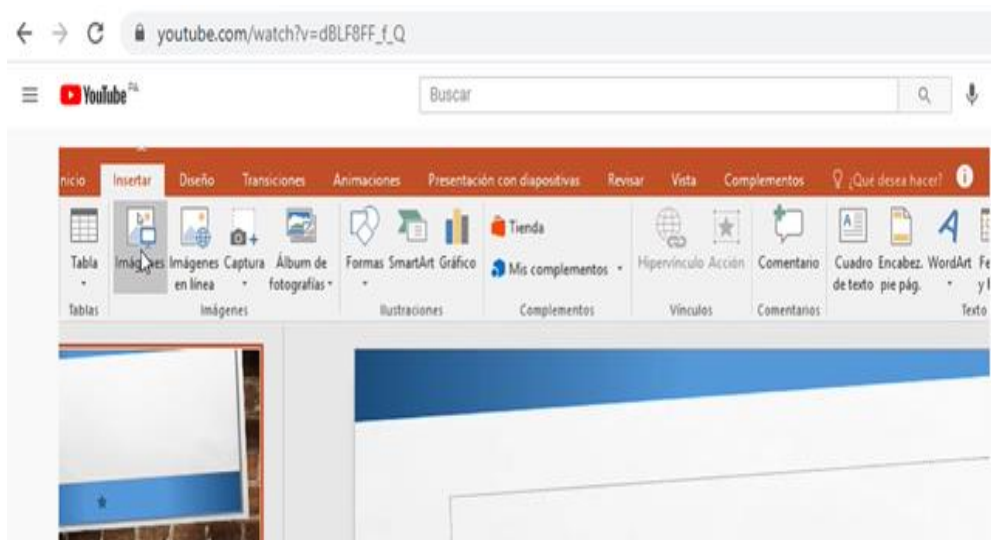 youtube.com/watch?v=dBLF8FF_f_Q
YouTube PA
Buscar
nicio Insertar Diseño Transiciones Animaciones Presentación con diapositivas Revisar Vista Complementos ¿Qué desea hacer?
Tienda
Mis complementos
Tabla Imágenes Imágenes en línea Captura Álbum de fotografías Formas SmartArt Gráfico Hipervínculo Acción Comentario Cuadro de texto Encabez. pie pág. WordArt Fe
y
Tablas Imágenes Ilustraciones Complementos Vínculos Comentarios Texto